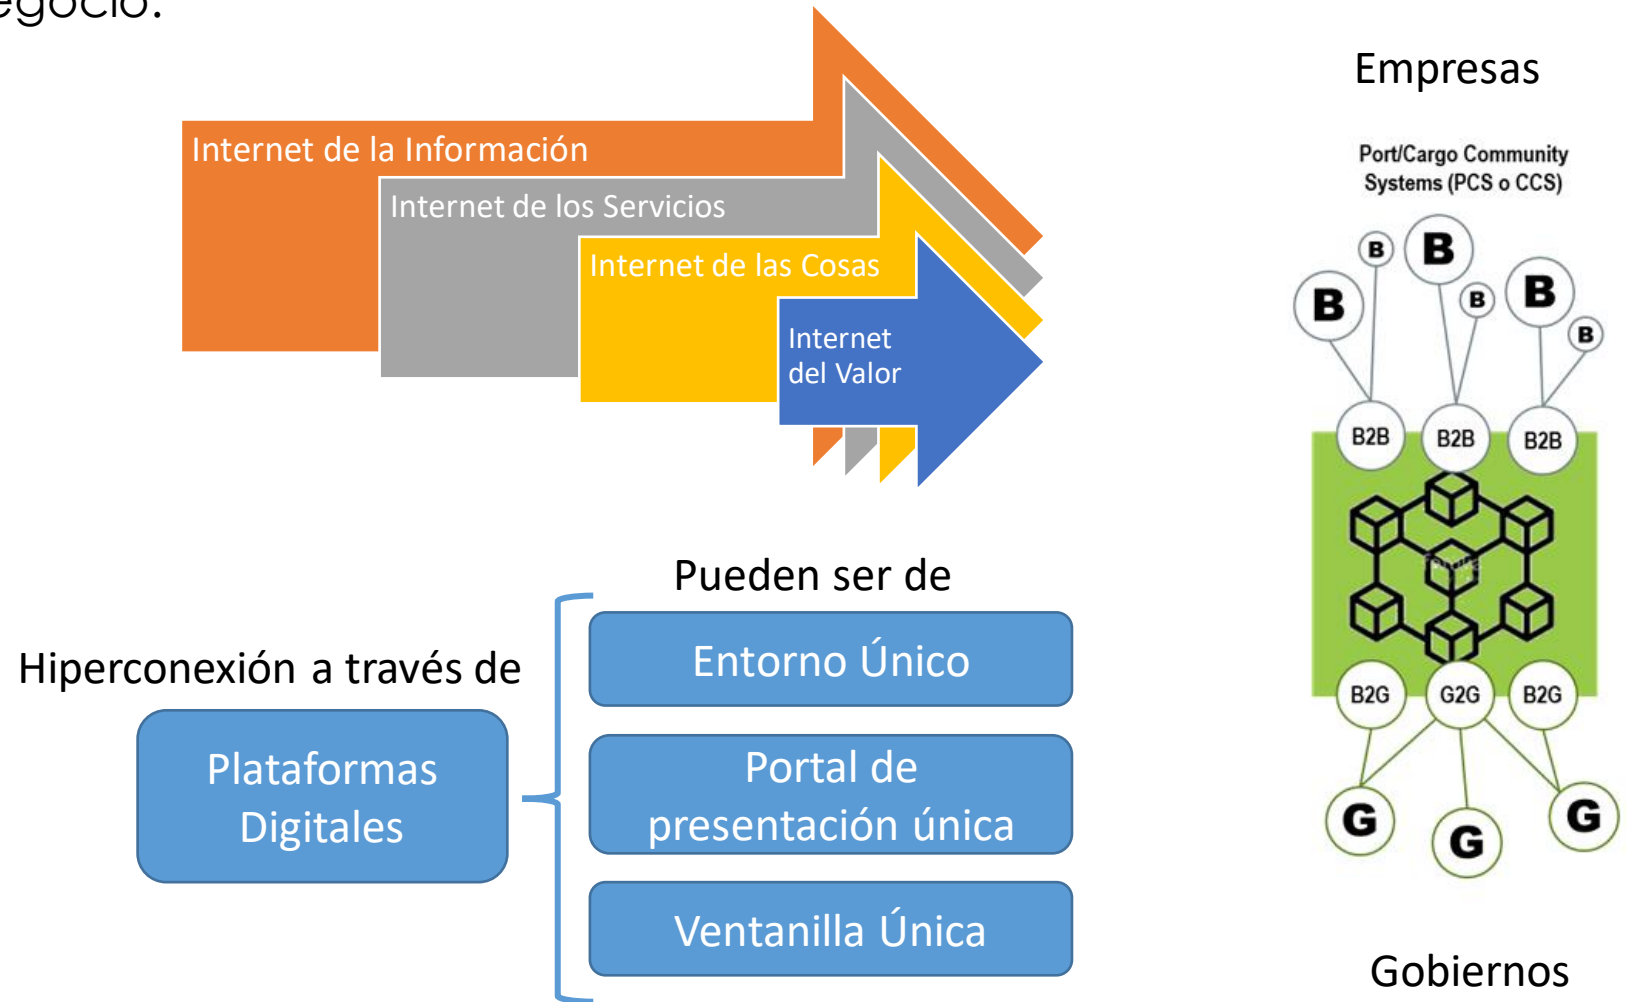 egocio.
Internet de la Información
Internet de los Servicios
Internet de las Cosas
Internet
del Valor
Pueden ser de
Hiperconexión a través de
Plataformas
Digitales
Entorno Único
Portal de
presentación única
Ventanilla Única
Empresas
Port/Cargo Community
Systems (PCS o CCS)
B
B
B
B
B
B
B2B
B2B
B2B
B2G
G2G
B2G
G
G
G
Gobiernos